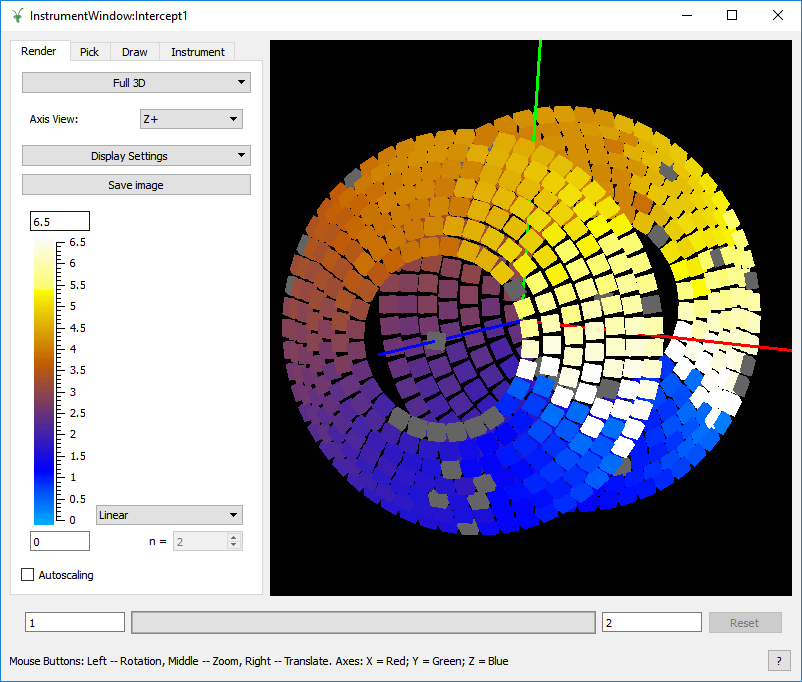 InstrumentWindow:Intercept1
Render Pick Draw Instrument
Full 3D
Axis View: Z+
Display Settings
Save image
6.5
6.5
6
5.5
5
4.5
4
3.5
3
2.5
2
1.5
1
0.5
0
Linear
0 n = 2
Autoscaling
1 2 Reset
Mouse Buttons: Left -- Rotation, Middle -- Zoom, Right -- Translate. Axes: X = Red; Y = Green; Z = Blue ?